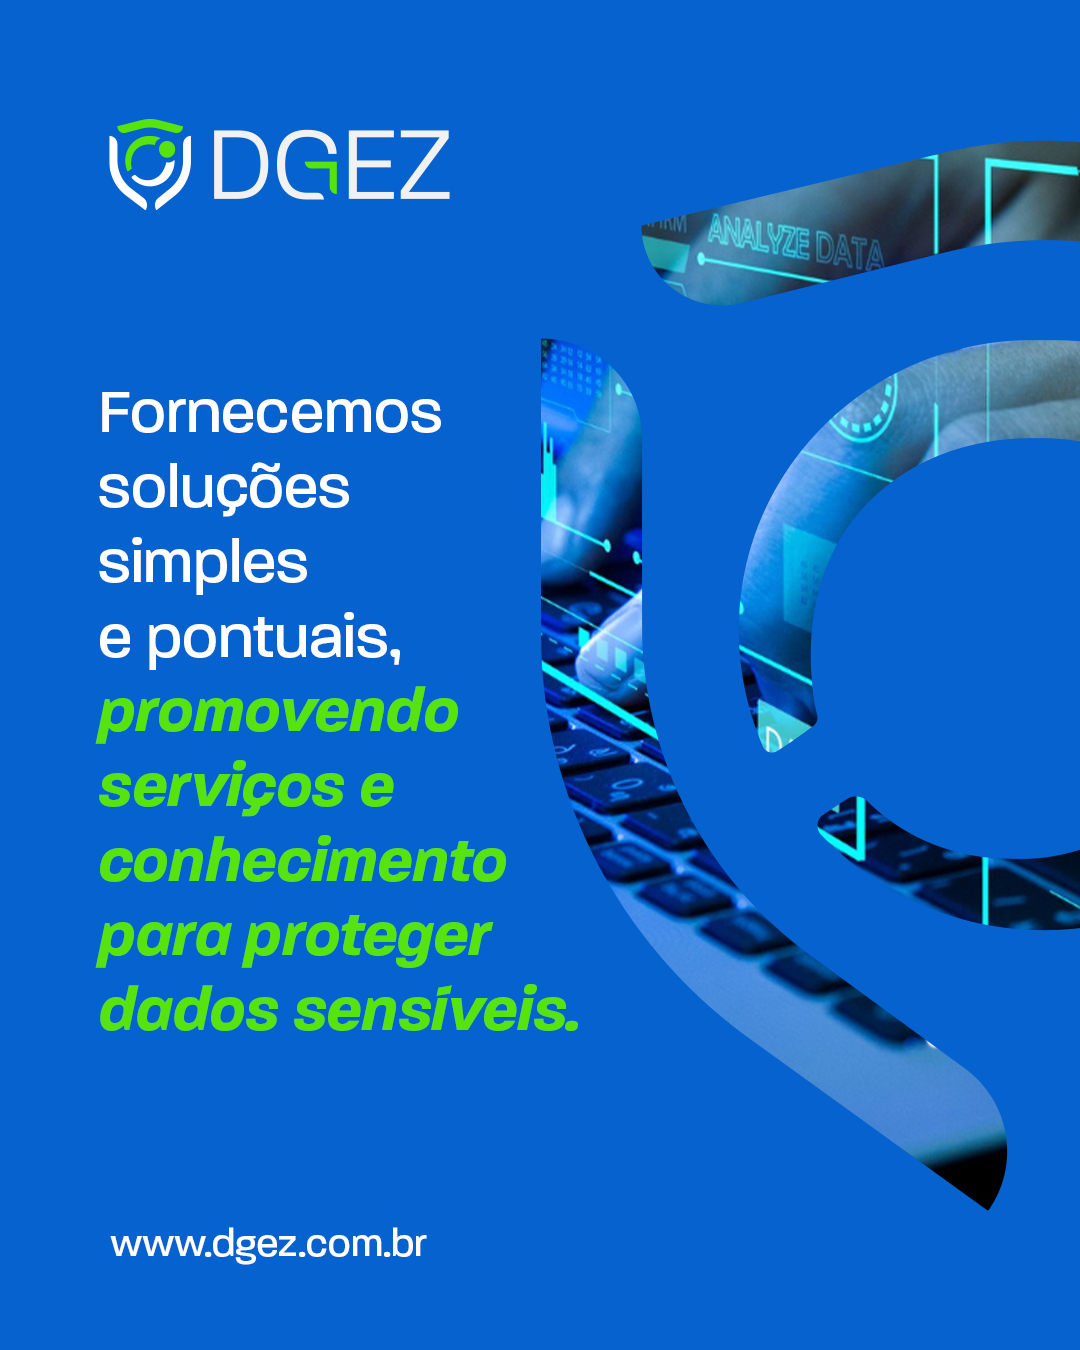 DGEZ
ANALYZE DATA
Fornecemos
soluções
simples
e pontuais,
promovendo
serviços e
conhecimento
para proteger
dados sensíveis.
www.dgez.com.br